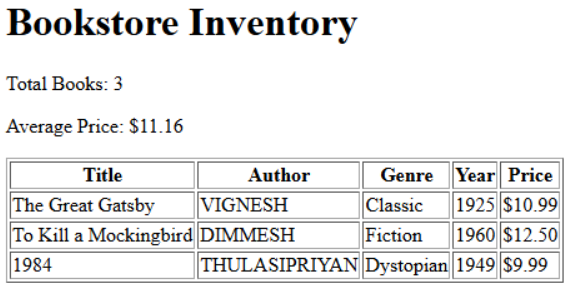 Bookstore Inventory
Total Books: 3
Average Price: $11.16
Title Author Genre Year Price
The Great Gatsby VIGNESH Classic 1925 $10.99
To Kill a Mockingbird DIMMESH Fiction 1960 $12.50
1984 THULASIPRIYAN Dystopian 1949 $9.99